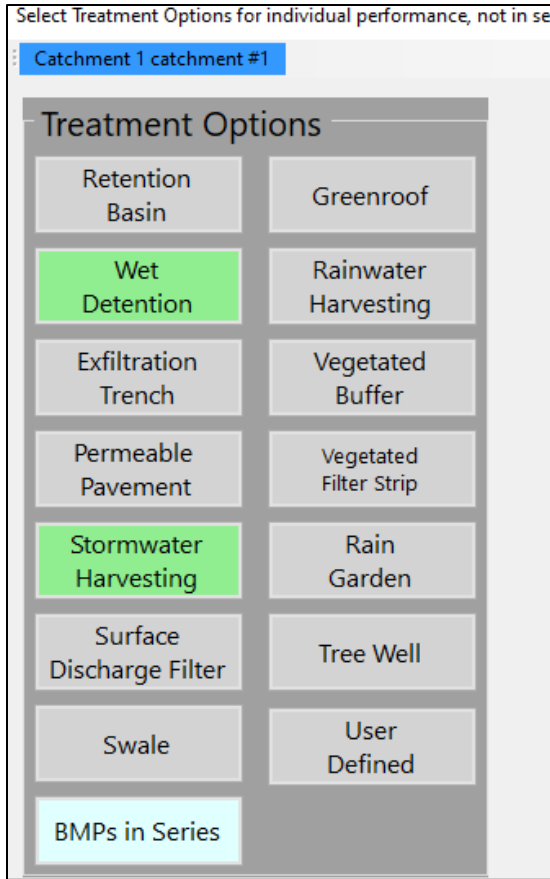 Select Treatment Options for individual performance, not in se
Catchment 1 catchment #1
Treatment Options
Retention
Basin
Greenroof
Wet
Detention
Rainwater
Harvesting
Exfiltration
Trench
Vegetated
Buffer
Permeable
Pavement
Vegetated
Filter Strip
Stormwater
Harvesting
Rain
Garden
Surface
Discharge Filter
Tree Well
Swale
User
Defined
BMPs in Series